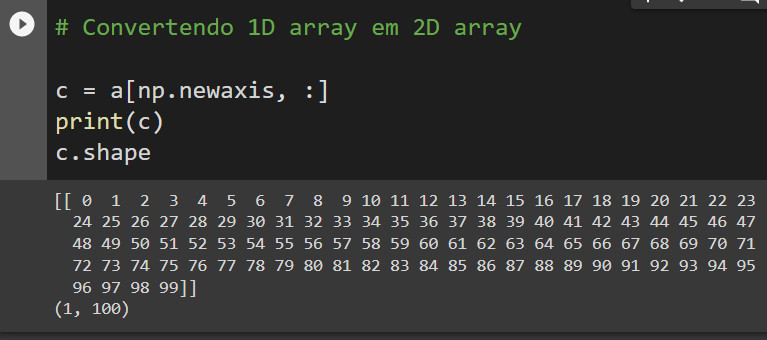 # Convertendo 1D array em 2D array
c = a[np.newaxis, :]
print(c)
c.shape
[[ 0  1  2  3  4  5  6  7  8  9 10 11 12 13 14 15 16 17 18 19 20 21 22 23
  24 25 26 27 28 29 30 31 32 33 34 35 36 37 38 39 40 41 42 43 44 45 46 47
  48 49 50 51 52 53 54 55 56 57 58 59 60 61 62 63 64 65 66 67 68 69 70 71
  72 73 74 75 76 77 78 79 80 81 82 83 84 85 86 87 88 89 90 91 92 93 94 95
  96 97 98 99]]
(1, 100)